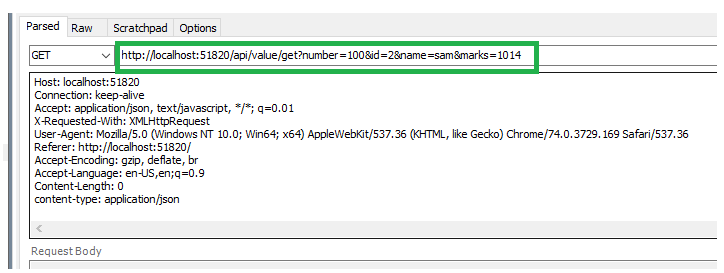 Parsed Raw Scratchpad Options
GET http://localhost:51820/api/value/get?number=100&id=2&name=sam&marks=1014
Host: localhost:51820
Connection: keep-alive
Accept: application/json, text/javascript, */*; q=0.01
X-Requested-With: XMLHttpRequest
User-Agent: Mozilla/5.0 (Windows NT 10.0; Win64; x64) AppleWebKit/537.36 (KHTML, like Gecko) Chrome/74.0.3729.169 Safari/537.36
Referer: http://localhost:51820/
Accept-Encoding: gzip, deflate, br
Accept-Language: en-US,en;q=0.9
Content-Length: 0
content-type: application/json
Request Body